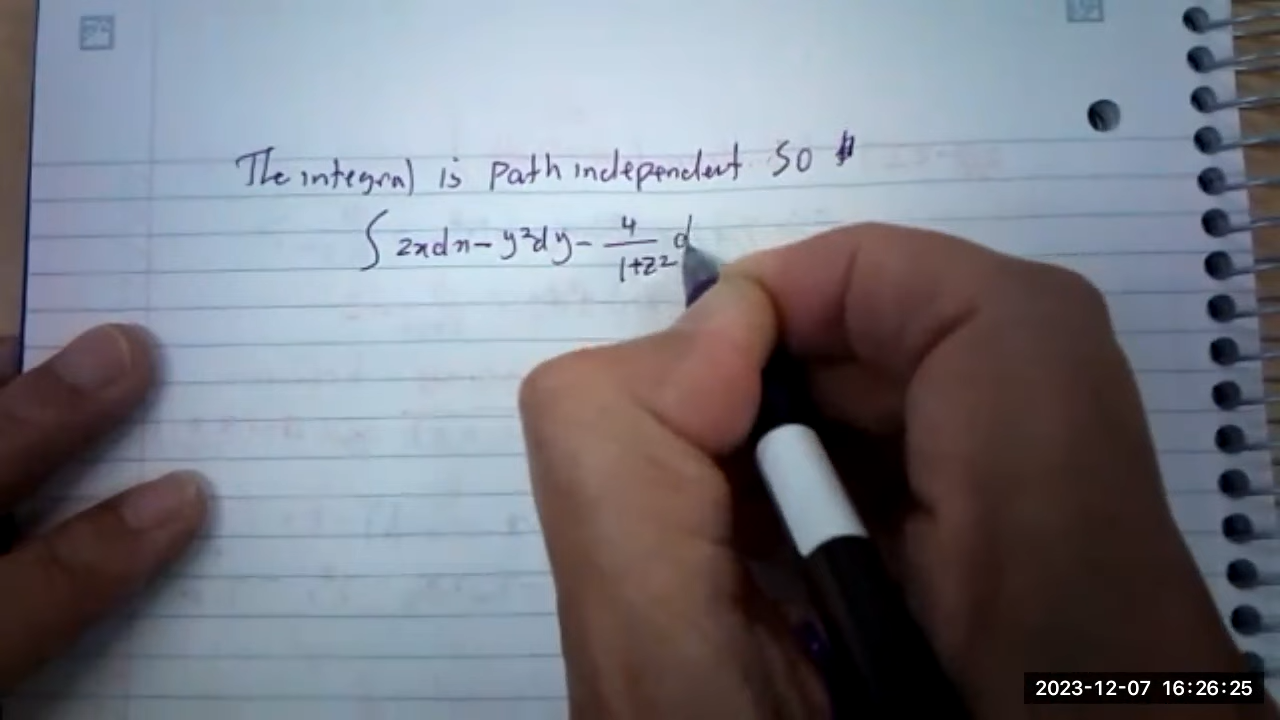 The integral is path independent so
∫ 2xdx - y²dy - 4/(1+z²) d
2023-12-07 16:26:25